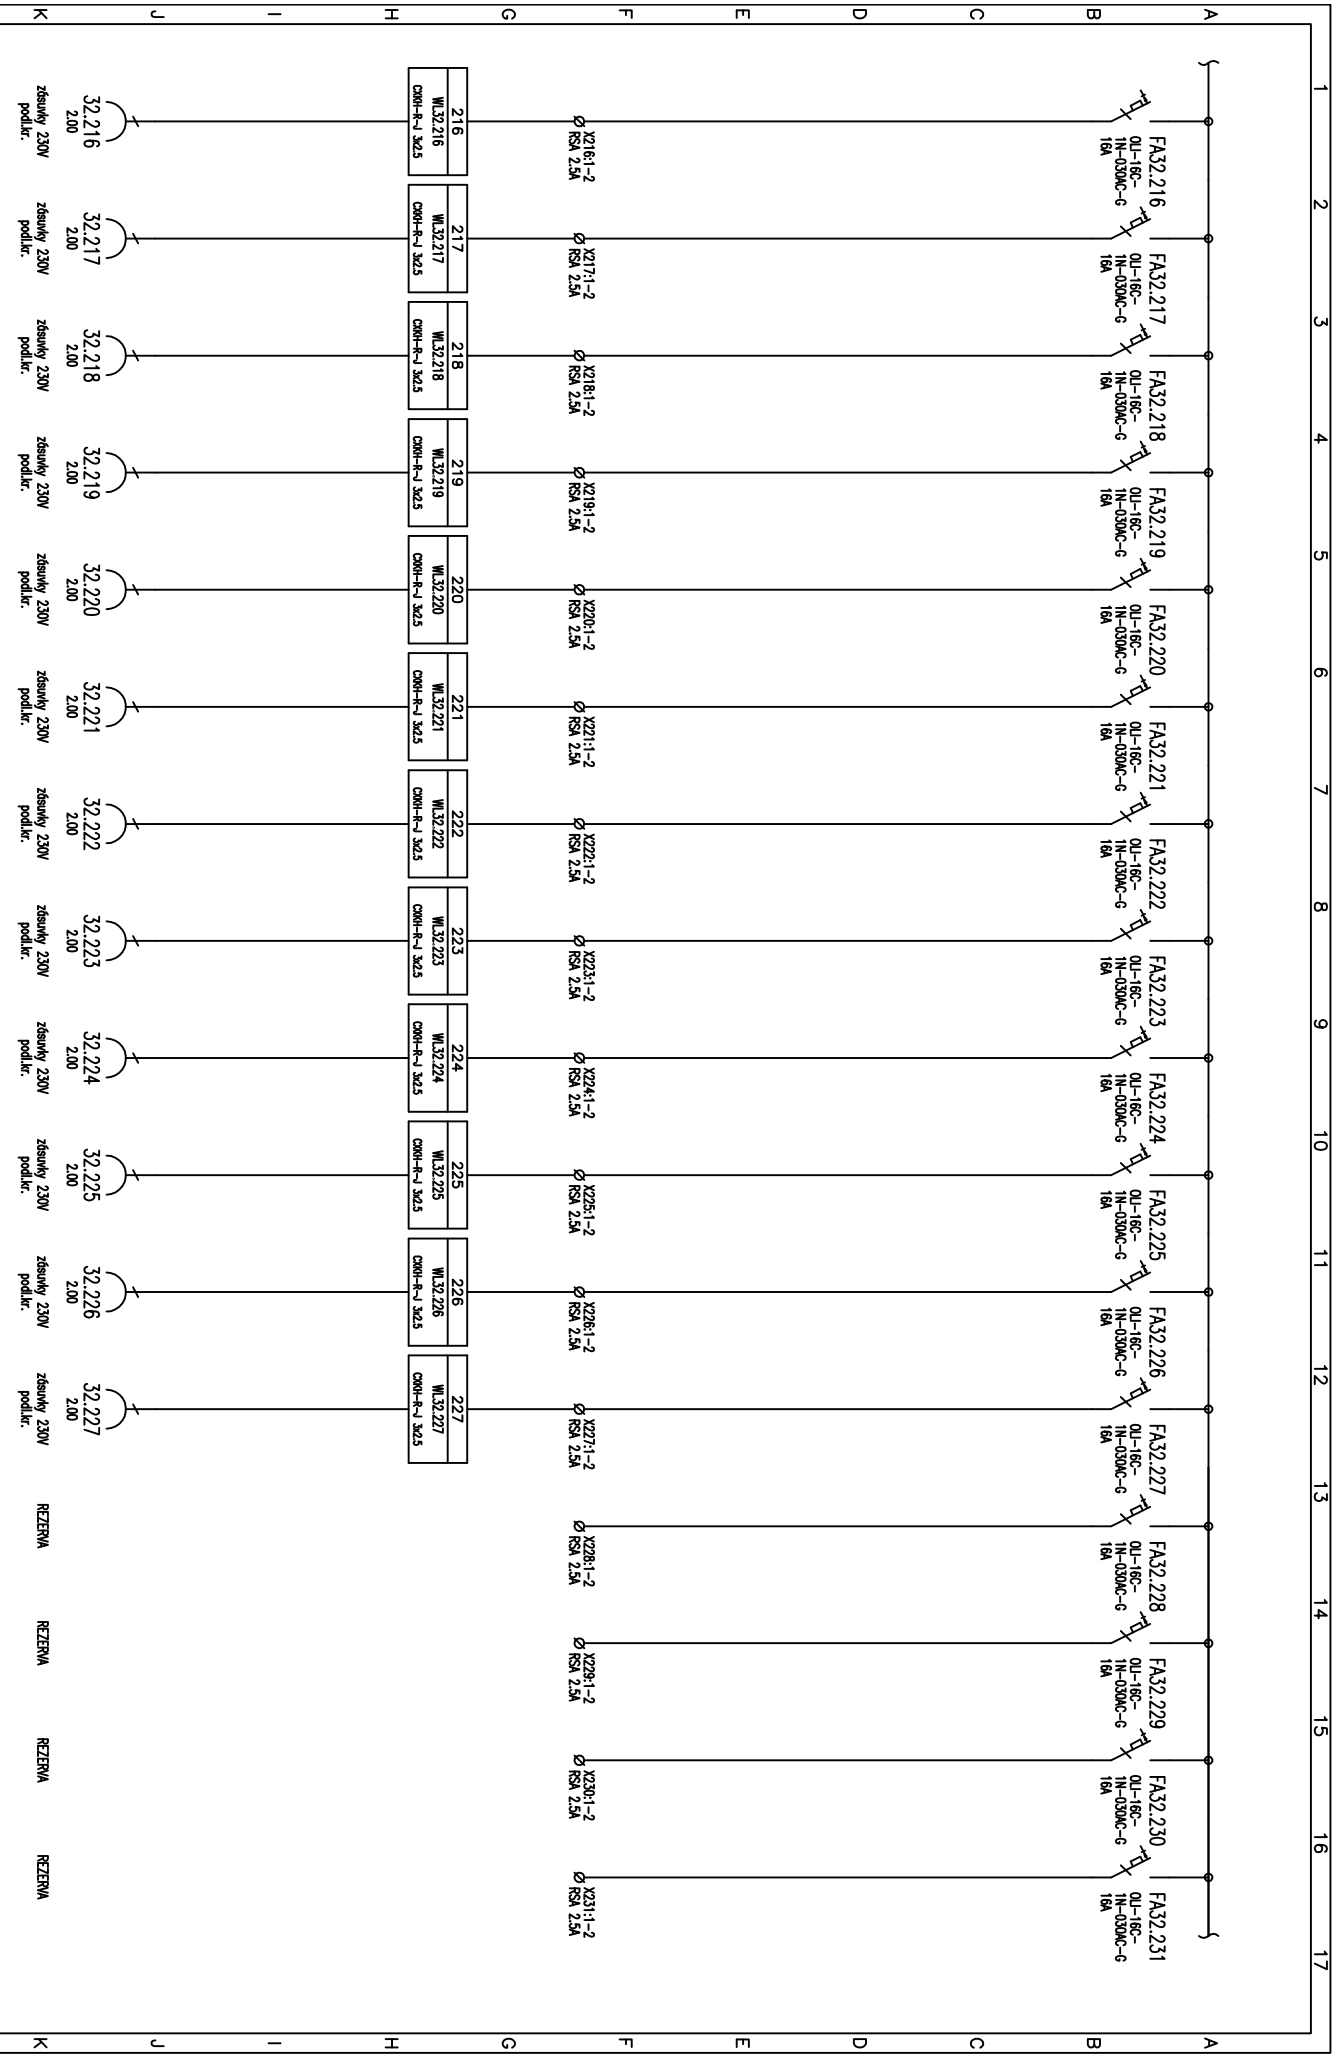 1 2 3 4 5 6 7 8 9 10 11 12 13 14 15 16 17
A A
FA32.216 FA32.217 FA32.218 FA32.219 FA32.220 FA32.221 FA32.222 FA32.223 FA32.224 FA32.225 FA32.226 FA32.227 FA32.228 FA32.229 FA32.230 FA32.231
OLI-16C- OLI-16C- OLI-16C- OLI-16C- OLI-16C- OLI-16C- OLI-16C- OLI-16C- OLI-16C- OLI-16C- OLI-16C- OLI-16C- OLI-16C- OLI-16C- OLI-16C- OLI-16C-
1N-030AC-G 1N-030AC-G 1N-030AC-G 1N-030AC-G 1N-030AC-G 1N-030AC-G 1N-030AC-G 1N-030AC-G 1N-030AC-G 1N-030AC-G 1N-030AC-G 1N-030AC-G 1N-030AC-G 1N-030AC-G 1N-030AC-G 1N-030AC-G
16A 16A 16A 16A 16A 16A 16A 16A 16A 16A 16A 16A 16A 16A 16A 16A
B B
C C
D D
E E
F F
X216:1-2 X217:1-2 X218:1-2 X219:1-2 X220:1-2 X221:1-2 X222:1-2 X223:1-2 X224:1-2 X225:1-2 X226:1-2 X227:1-2 X228:1-2 X229:1-2 X230:1-2 X231:1-2
RSA 2.5A RSA 2.5A RSA 2.5A RSA 2.5A RSA 2.5A RSA 2.5A RSA 2.5A RSA 2.5A RSA 2.5A RSA 2.5A RSA 2.5A RSA 2.5A RSA 2.5A RSA 2.5A RSA 2.5A RSA 2.5A
G G
216 217 218 219 220 221 222 223 224 225 226 227
WL32.216 WL32.217 WL32.218 WL32.219 WL32.220 WL32.221 WL32.222 WL32.223 WL32.224 WL32.225 WL32.226 WL32.227
CXKH-R-J 3x2.5 CXKH-R-J 3x2.5 CXKH-R-J 3x2.5 CXKH-R-J 3x2.5 CXKH-R-J 3x2.5 CXKH-R-J 3x2.5 CXKH-R-J 3x2.5 CXKH-R-J 3x2.5 CXKH-R-J 3x2.5 CXKH-R-J 3x2.5 CXKH-R-J 3x2.5 CXKH-R-J 3x2.5
H H
I I
J J
32.216 32.217 32.218 32.219 32.220 32.221 32.222 32.223 32.224 32.225 32.226 32.227
2.00 2.00 2.00 2.00 2.00 2.00 2.00 2.00 2.00 2.00 2.00 2.00
K zásuvky 230V zásuvky 230V zásuvky 230V zásuvky 230V zásuvky 230V zásuvky 230V zásuvky 230V zásuvky 230V zásuvky 230V zásuvky 230V zásuvky 230V zásuvky 230V REZERVA REZERVA REZERVA REZERVA K
podl.kr. podl.kr. podl.kr. podl.kr. podl.kr. podl.kr. podl.kr. podl.kr. podl.kr. podl.kr. podl.kr. podl.kr.